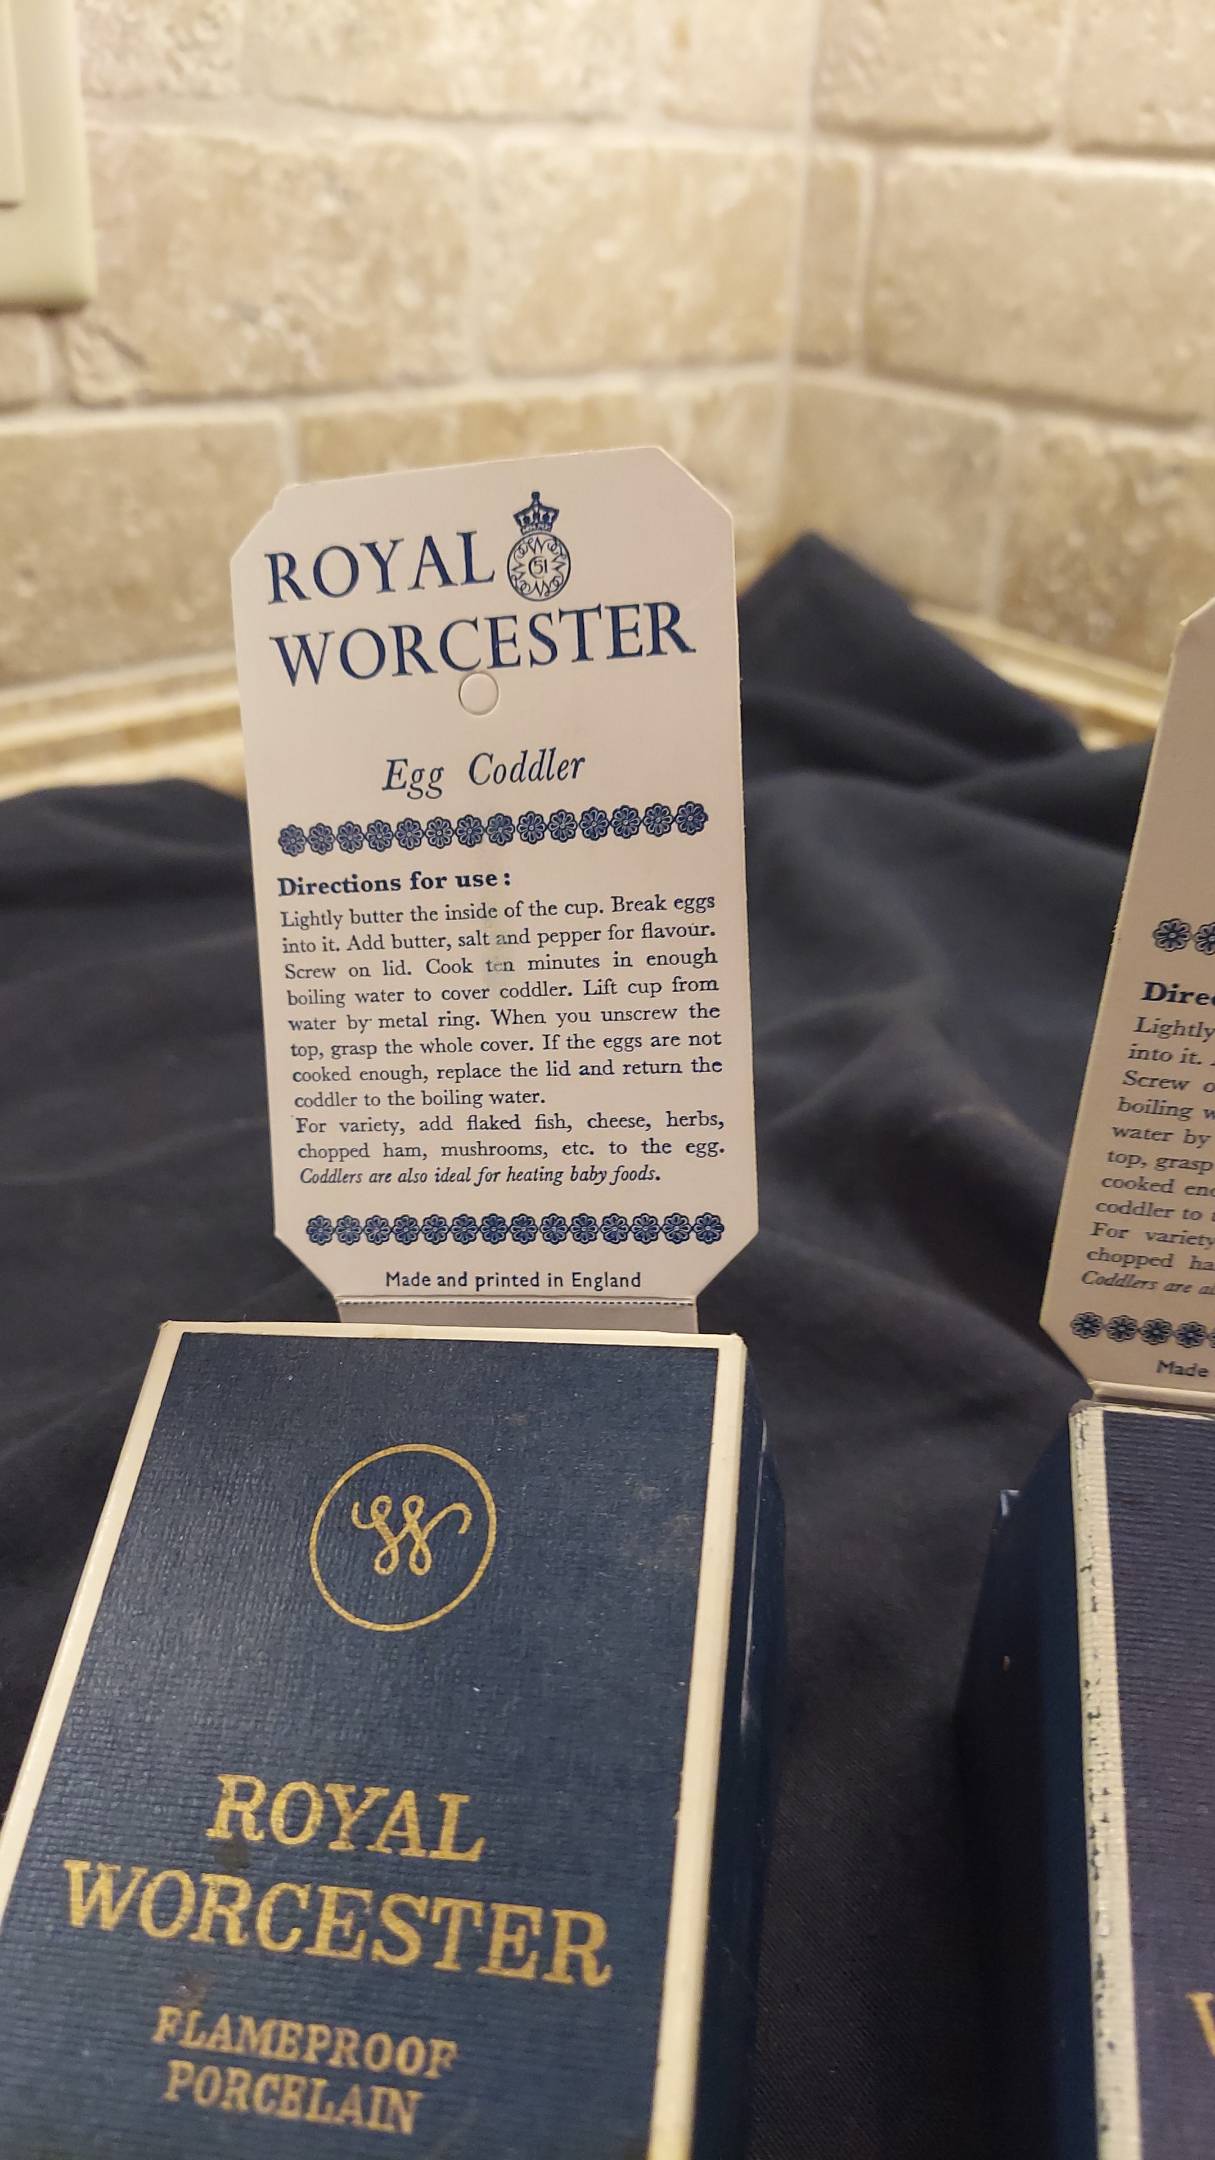 ROYAL
51
WORCESTER
Egg Coddler
Directions for use:
Lightly butter the inside of the cup. Break eggs
into it. Add butter, salt and pepper for flavour.
Screw on lid. Cook ten minutes in enough
boiling water to cover coddler. Lift cup from
water by metal ring. When you unscrew the
top, grasp the whole cover. If the eggs are not
cooked enough, replace the lid and return the
coddler to the boiling water.
For variety, add flaked fish, cheese, herbs,
chopped ham, mushrooms, etc. to the egg.
Coddlers are also ideal for heating baby foods.
Made and printed in England
W
ROYAL
WORCESTER
FLAMEPROOF
PORCELAIN
Lightly
into it.
Screw
boiling
water by
top, grasp
cooked
coddler to
For variety
chopped
Coddlers are
Made